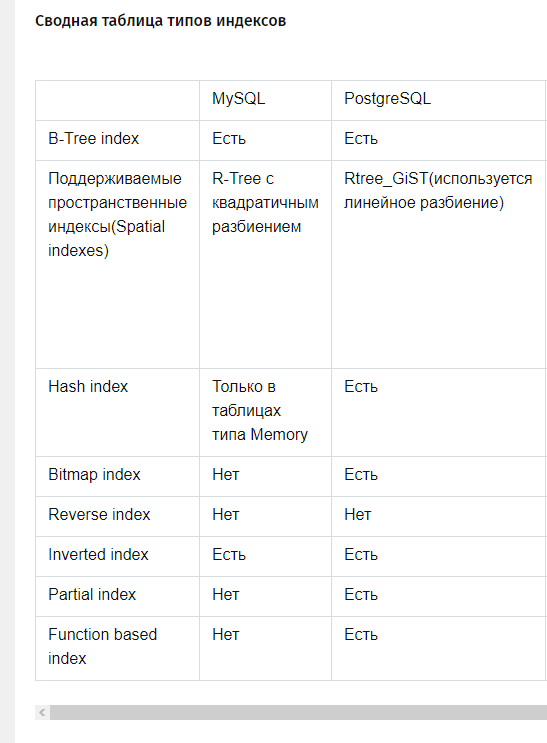 Сводная таблица типов индексов
MySQL PostgreSQL
B-Tree index Есть Есть
Поддерживаемые R-Tree с Rtree_GiST(используется
пространственные квадратичным линейное разбиение)
индексы(Spatial разбиением
indexes)
Hash index Только в Есть
таблицах
типа Memory
Bitmap index Нет Есть
Reverse index Нет Нет
Inverted index Есть Есть
Partial index Нет Есть
Function based Нет Есть
index